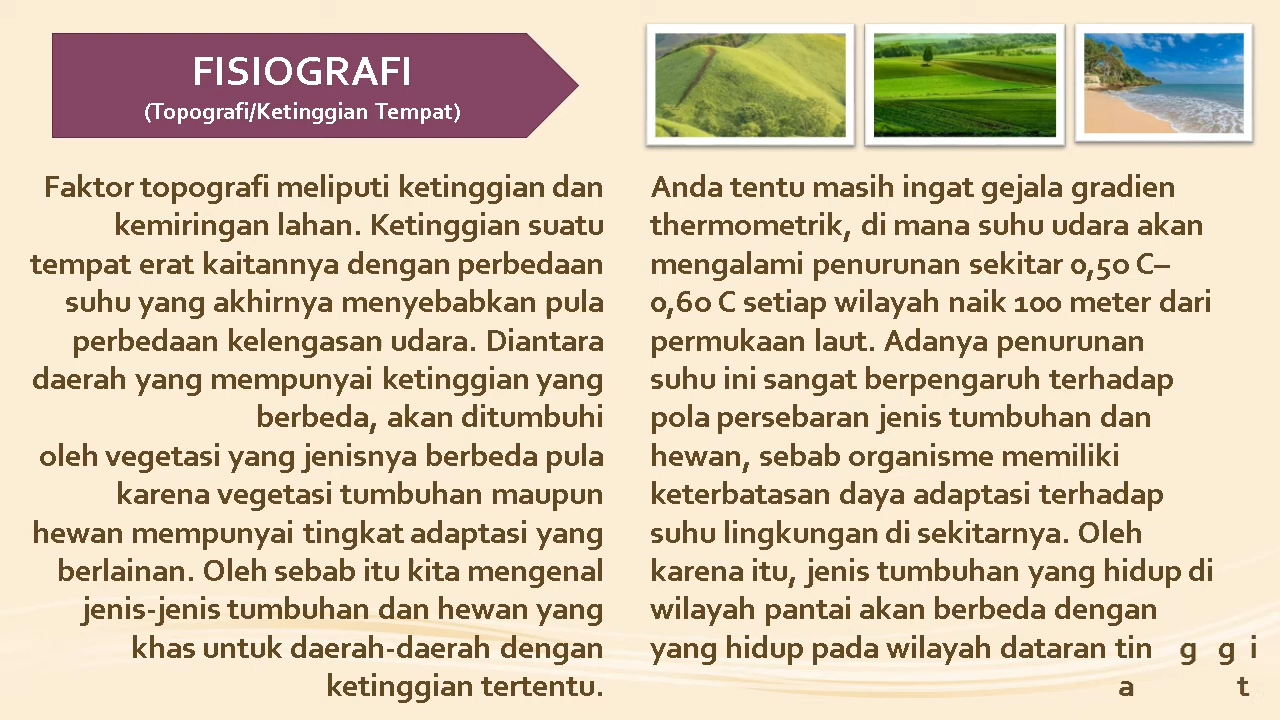 FISIOGRAFI
(Topografi/Ketinggian Tempat)
Faktor topografi meliputi ketinggian dan
kemiringan lahan. Ketinggian suatu
tempat erat kaitannya dengan perbedaan
suhu yang akhirnya menyebabkan pula
perbedaan kelengasan udara. Diantara
daerah yang mempunyai ketinggian yang
berbeda, akan ditumbuhi
oleh vegetasi yang jenisnya berbeda pula
karena vegetasi tumbuhan maupun
hewan mempunyai tingkat adaptasi yang
berlainan. Oleh sebab itu kita mengenal
jenis-jenis tumbuhan dan hewan yang
khas untuk daerah-daerah dengan
ketinggian tertentu.
Anda tentu masih ingat gejala gradien
thermometrik, di mana suhu udara akan
mengalami penurunan sekitar 0,50 C–
0,60 C setiap wilayah naik 100 meter dari
permukaan laut. Adanya penurunan
suhu ini sangat berpengaruh terhadap
pola persebaran jenis tumbuhan dan
hewan, sebab organisme memiliki
keterbatasan daya adaptasi terhadap
suhu lingkungan di sekitarnya. Oleh
karena itu, jenis tumbuhan yang hidup di
wilayah pantai akan berbeda dengan
yang hidup pada wilayah dataran tin g g i
a t